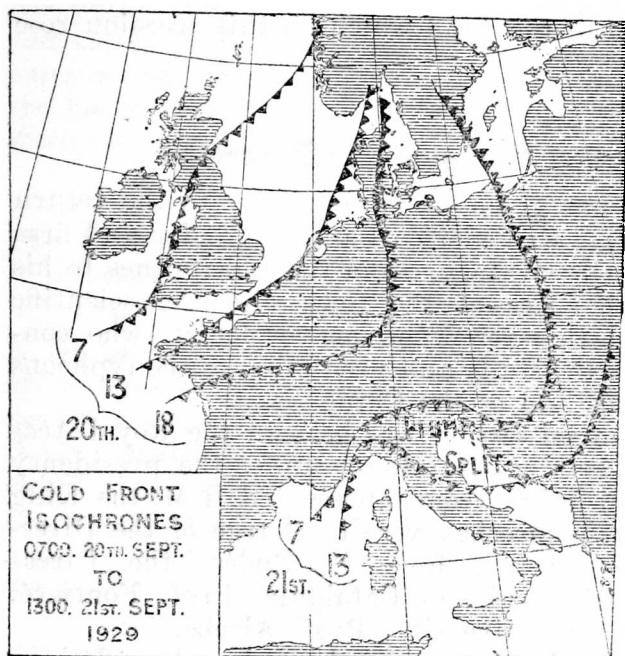 7
13
18
20TH.
FRONT
SPLIT
7
13
21ST.
COLD FRONT
ISOCHRONES
0700. 20TH. SEPT.
TO
1300. 21ST. SEPT.
1929